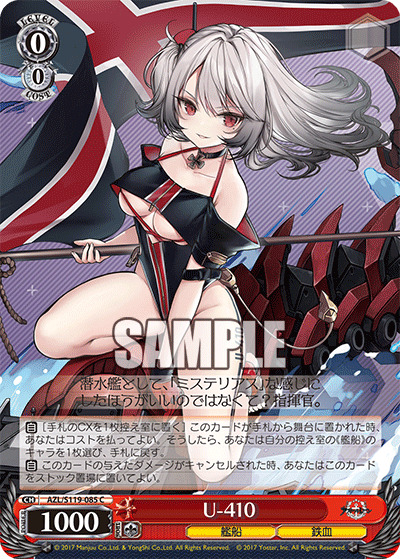 LEVEL
0
0
COST
SAMPLE
潜水艦として、「ミステリアス」な感じに
したほうがいいのではなくて?指揮官。
自 [手札のCXを1枚控え室に置く] このカードが手札から舞台に置かれた時、
あなたはコストを払ってよい。そうしたら、あなたは自分の控え室の《艦船》の
キャラを1枚選び、手札に戻す。
自 このカードの与えたダメージがキャンセルされた時、あなたはこのカード
をストック置場に置いてよい。
CH AZL/S119-085 C
1000
U-410
艦船
鉄血
© 2017 Manjuu Co.,Ltd. & YongShi Co.,Ltd. All Rights Reserved. © 2017 Yostar, Inc. All Rights Reserved.